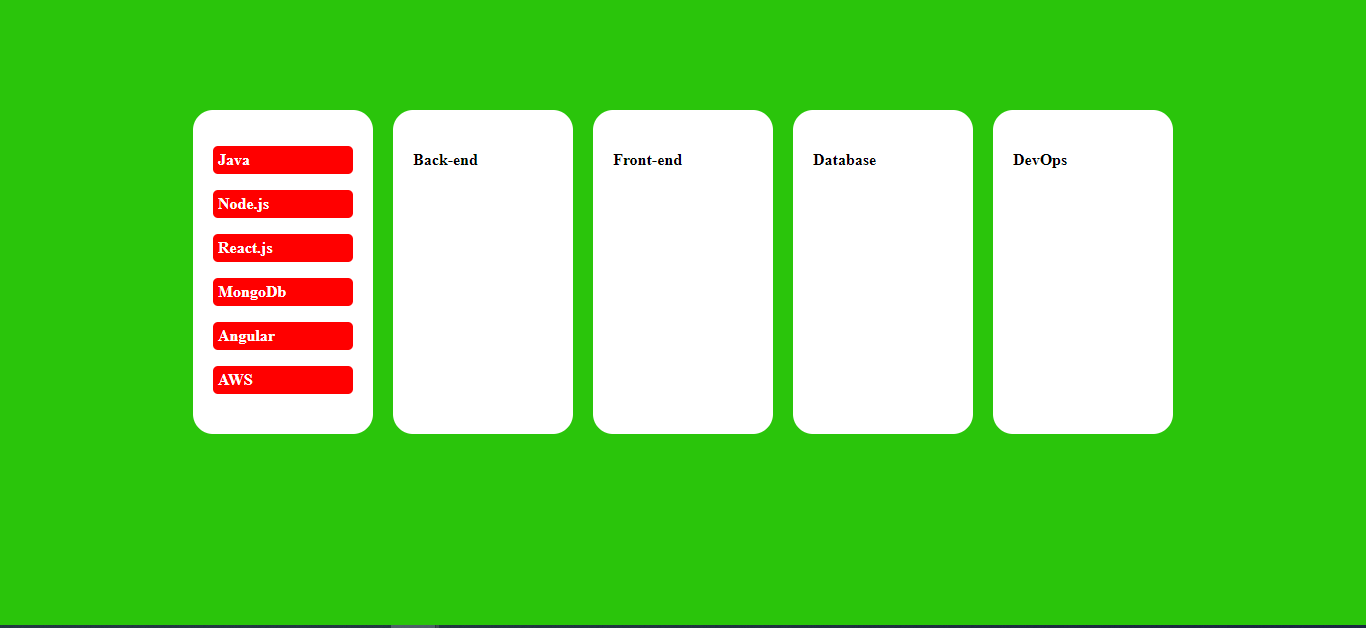 Java
Node.js
React.js
MongoDb
Angular
AWS
Back-end
Front-end
Database
DevOps